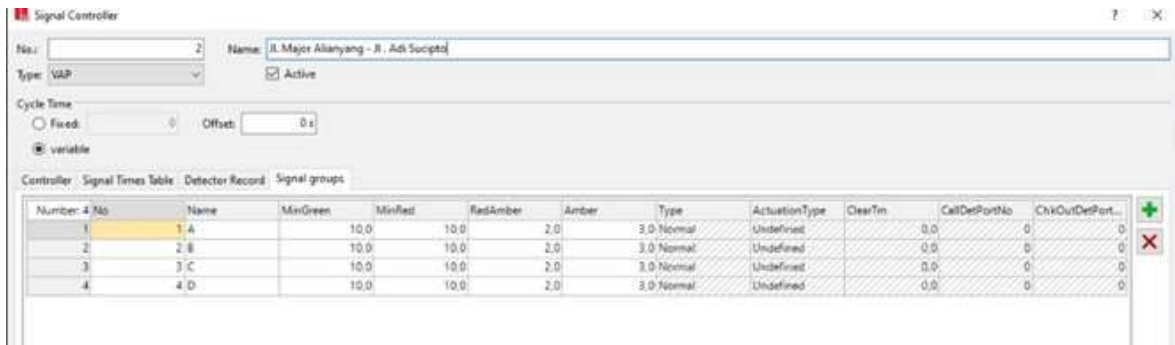 Signal Controller ? ×
No.: 2 Name: Jl. Major Alianyang - Jl . Adi Sucipto
Type: VAP Active
Cycle Time
Fixed: 0 Offset: 0 s
variable
Controller Signal Times Table Detector Record Signal groups
Number: 4 No Name MinGreen MinRed RedAmber Amber Type ActuationType ClearTm CallDetPortNo ChkOutDetPort...
1 1 A 10,0 10,0 2,0 3,0 Normal Undefined 0,0 0 0
2 2 B 10,0 10,0 2,0 3,0 Normal Undefined 0,0 0 0
3 3 C 10,0 10,0 2,0 3,0 Normal Undefined 0,0 0 0
4 4 D 10,0 10,0 2,0 3,0 Normal Undefined 0,0 0 0